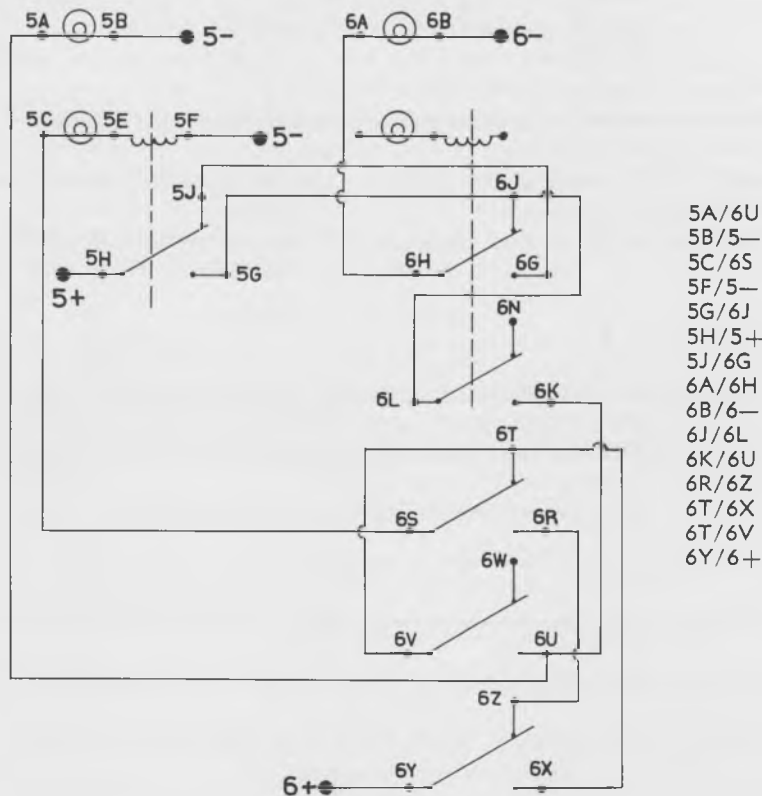 5A 5B 5- 6A 6B 6-
5C 5E 5F 5-
5J 6J
5H 5G 6H 6G
5+
6N
6L 6K
6T
6S 6R
6W
6V 6U
6Z
6+ 6Y 6X
5A/6U
5B/5—
5C/6S
5F/5—
5G/6J
5H/5+
5J/6G
6A/6H
6B/6—
6J/6L
6K/6U
6R/6Z
6T/6X
6T/6V
6Y/6+